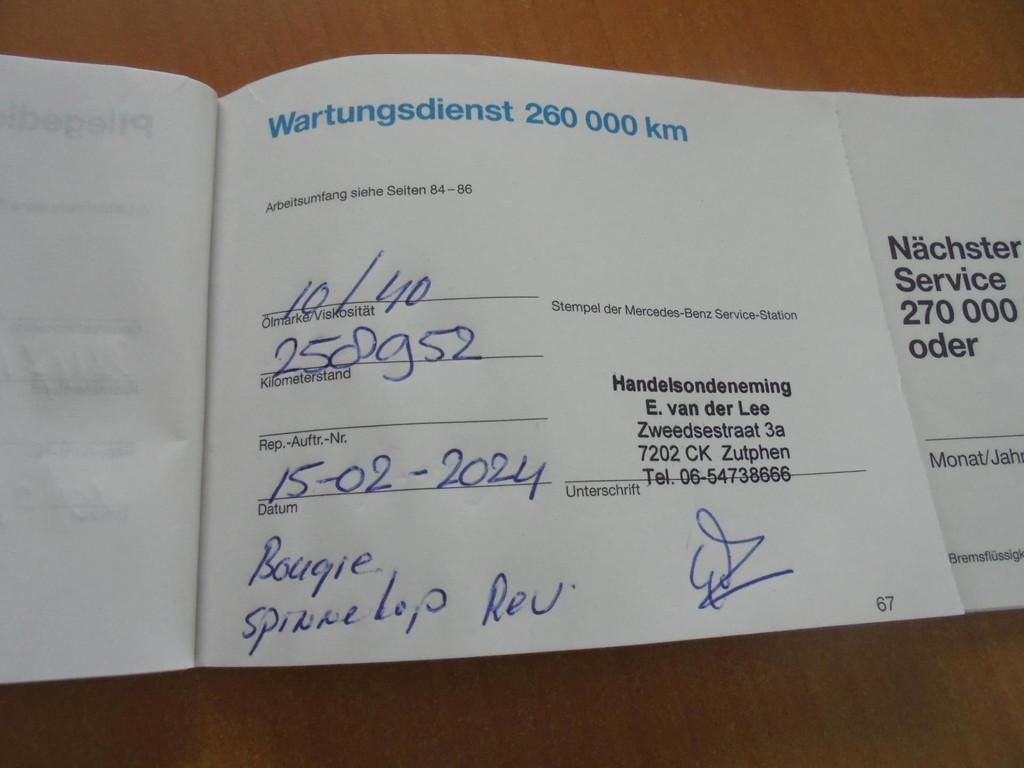 Wartungsdienst 260 000 km
Arbeitsumfang siehe Seiten 84–86
10/40
Ölmarke/Viskosität
258952
Kilometerstand
Rep.-Auftr.-Nr.
15-02-2024
Datum
Bougie
Rev.
Stempel der Mercedes-Benz Service-Station
Handelsondeneming
E. van der Lee
Zweedsestraat 3a
7202 CK Zutphen
Tel. 06-54738666
Unterschrift
67
Nächster
Service
270 000
oder
Monat/Jahr